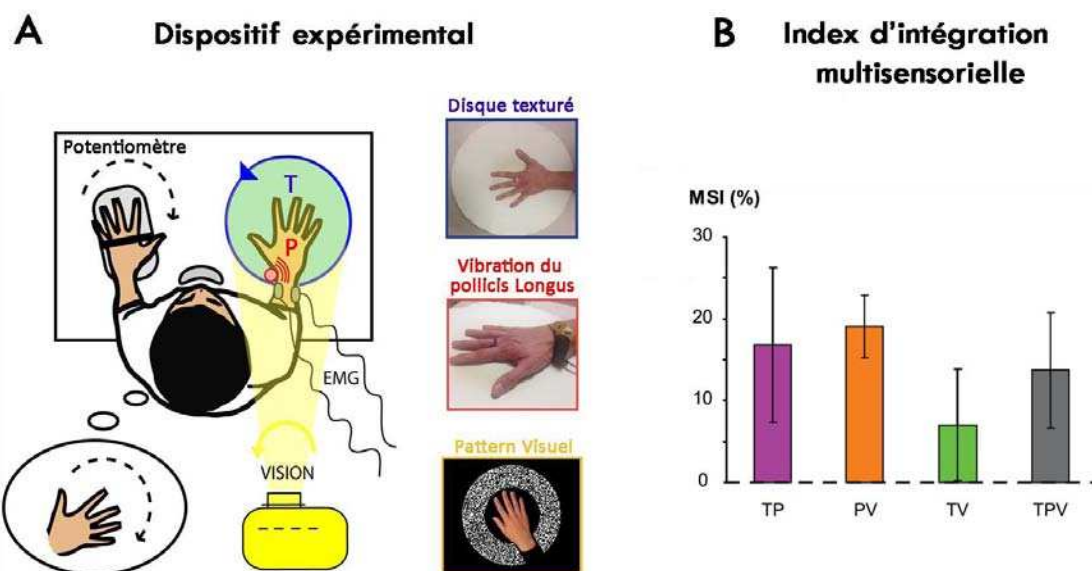 A
Dispositif expérimental
Potentiomètre
T
P
EMG
VISION
Disque texturé
Vibration du
pollicis Longus
Pattern Visuel
B
Index d'intégration
multisensorielle
MSI (%)
30
20
10
0
TP
PV
TV
TPV